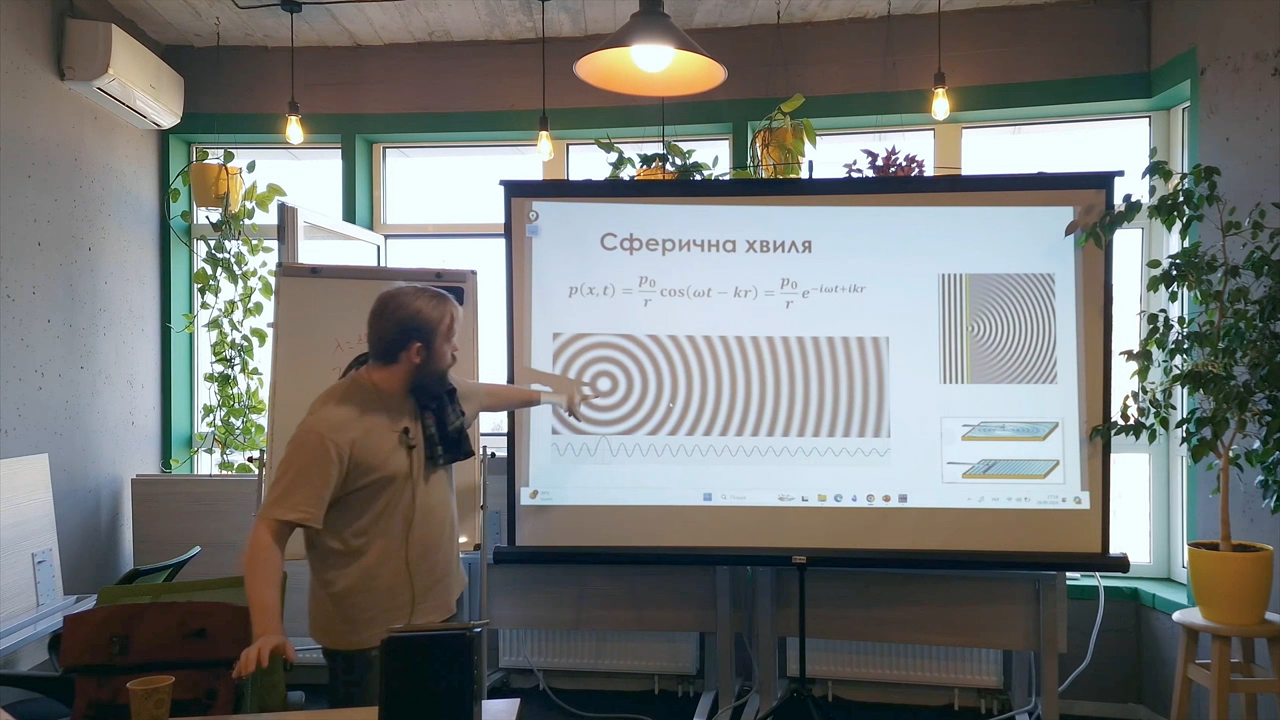 Сферична хвиля
p(x,t) = p₀/r cos(ωt − kr) = p₀/r e^{−iωt+ikr}